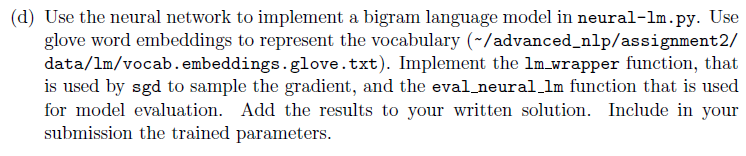 (d) Use the neural network to implement a bigram language model in neural-lm.py. Use
glove word embeddings to represent the vocabulary (~/advanced_nlp/assignment2/
data/lm/vocab.embeddings.glove.txt). Implement the lm_wrapper function, that
is used by sgd to sample the gradient, and the eval_neural_lm function that is used
for model evaluation. Add the results to your written solution. Include in your
submission the trained parameters.